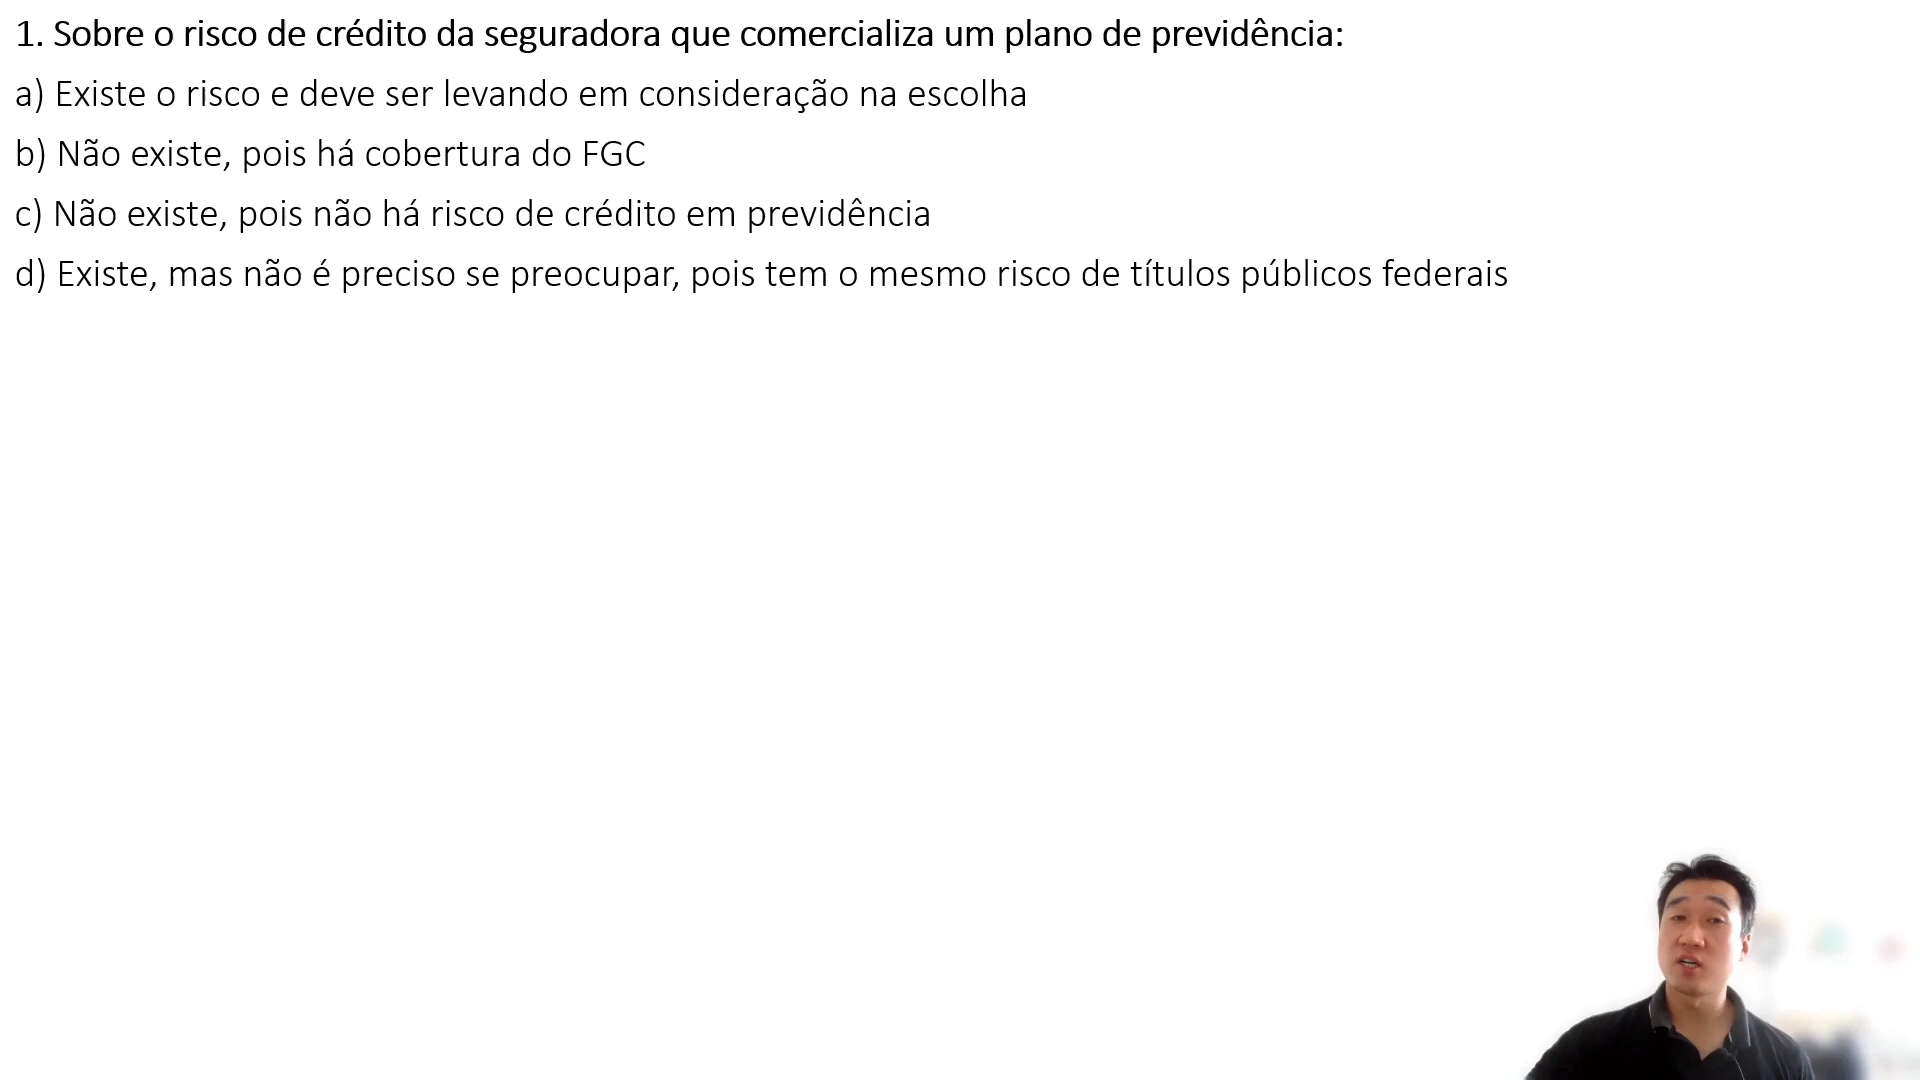 1. Sobre o risco de crédito da seguradora que comercializa um plano de previdência:
a) Existe o risco e deve ser levando em consideração na escolha
b) Não existe, pois há cobertura do FGC
c) Não existe, pois não há risco de crédito em previdência
d) Existe, mas não é preciso se preocupar, pois tem o mesmo risco de títulos públicos federais